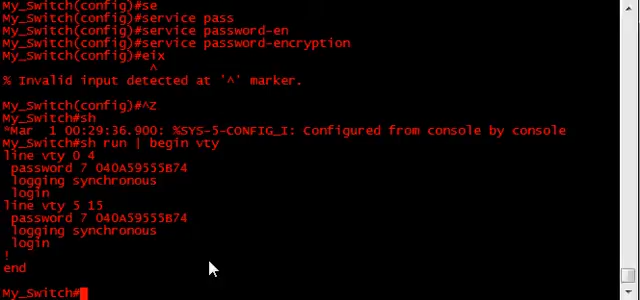 My_Switch(config)#se
My_Switch(config)#service pass
My_Switch(config)#service password-en
My_Switch(config)#service password-encryption
My_Switch(config)#eix
^
% Invalid input detected at '^' marker.
My_Switch(config)#^Z
My_Switch#sh
*Mar  1 00:29:36.900: %SYS-5-CONFIG_I: configured from console by console
My_Switch#sh run | begin vty
line vty 0 4
password 7 040A59555B74
logging synchronous
login
line vty 5 15
password 7 040A59555B74
logging synchronous
login
!
end
My_Switch#